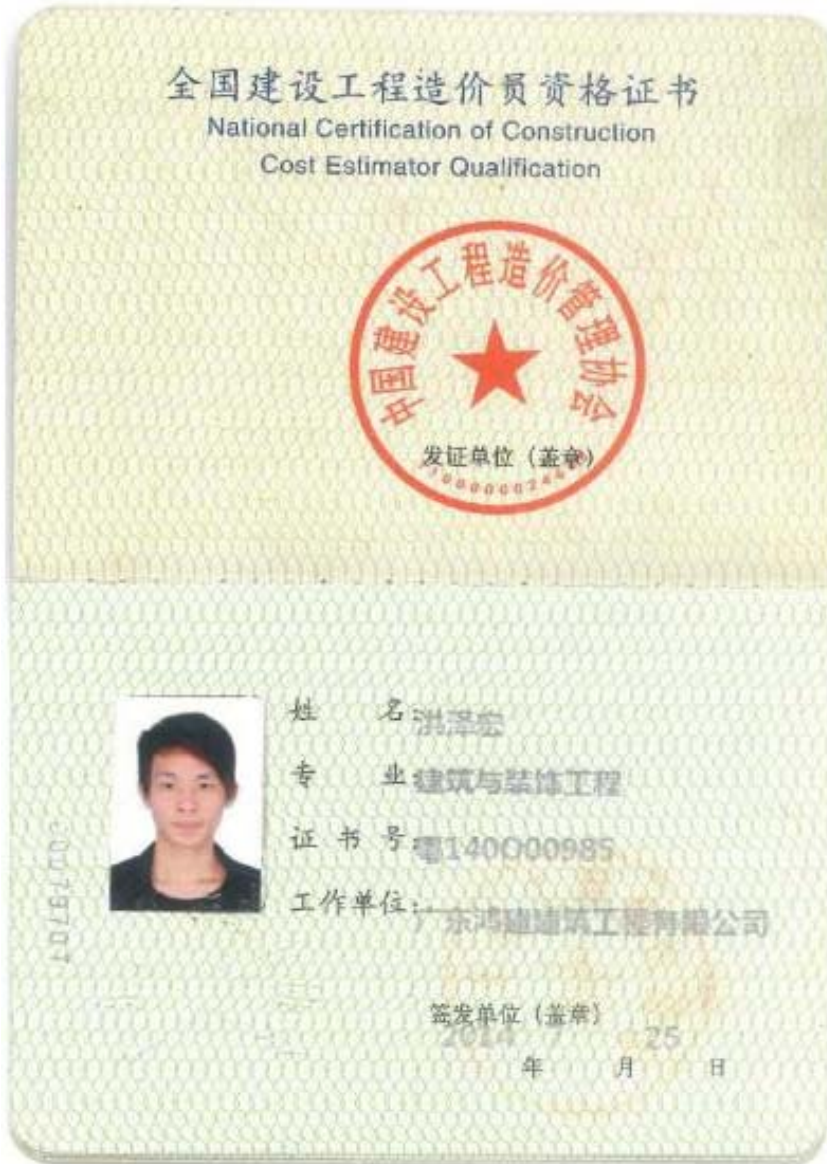 全国建设工程造价员资格证书
National Certification of Construction
Cost Estimator Qualification
中国建设工程造价管理协会
发证单位（盖章）
姓 名：洪泽宏
专 业：建筑与装饰工程
证书号：粤140O00985
工作单位：广东鸿建建筑工程有限公司
签发单位（盖章）
2014 7 25
年 月 日